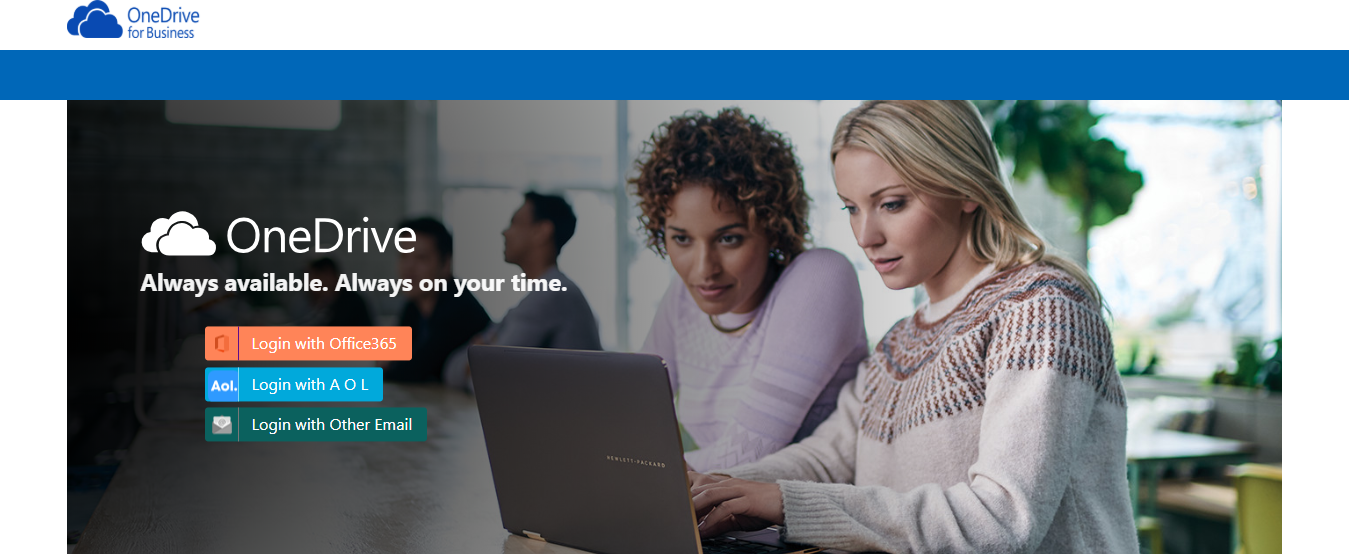 OneDrive
for Business
OneDrive
Always available. Always on your time.
Login with Office365
Aol.
Login with A O L
Login with Other Email
HEWLETT-PACKARD